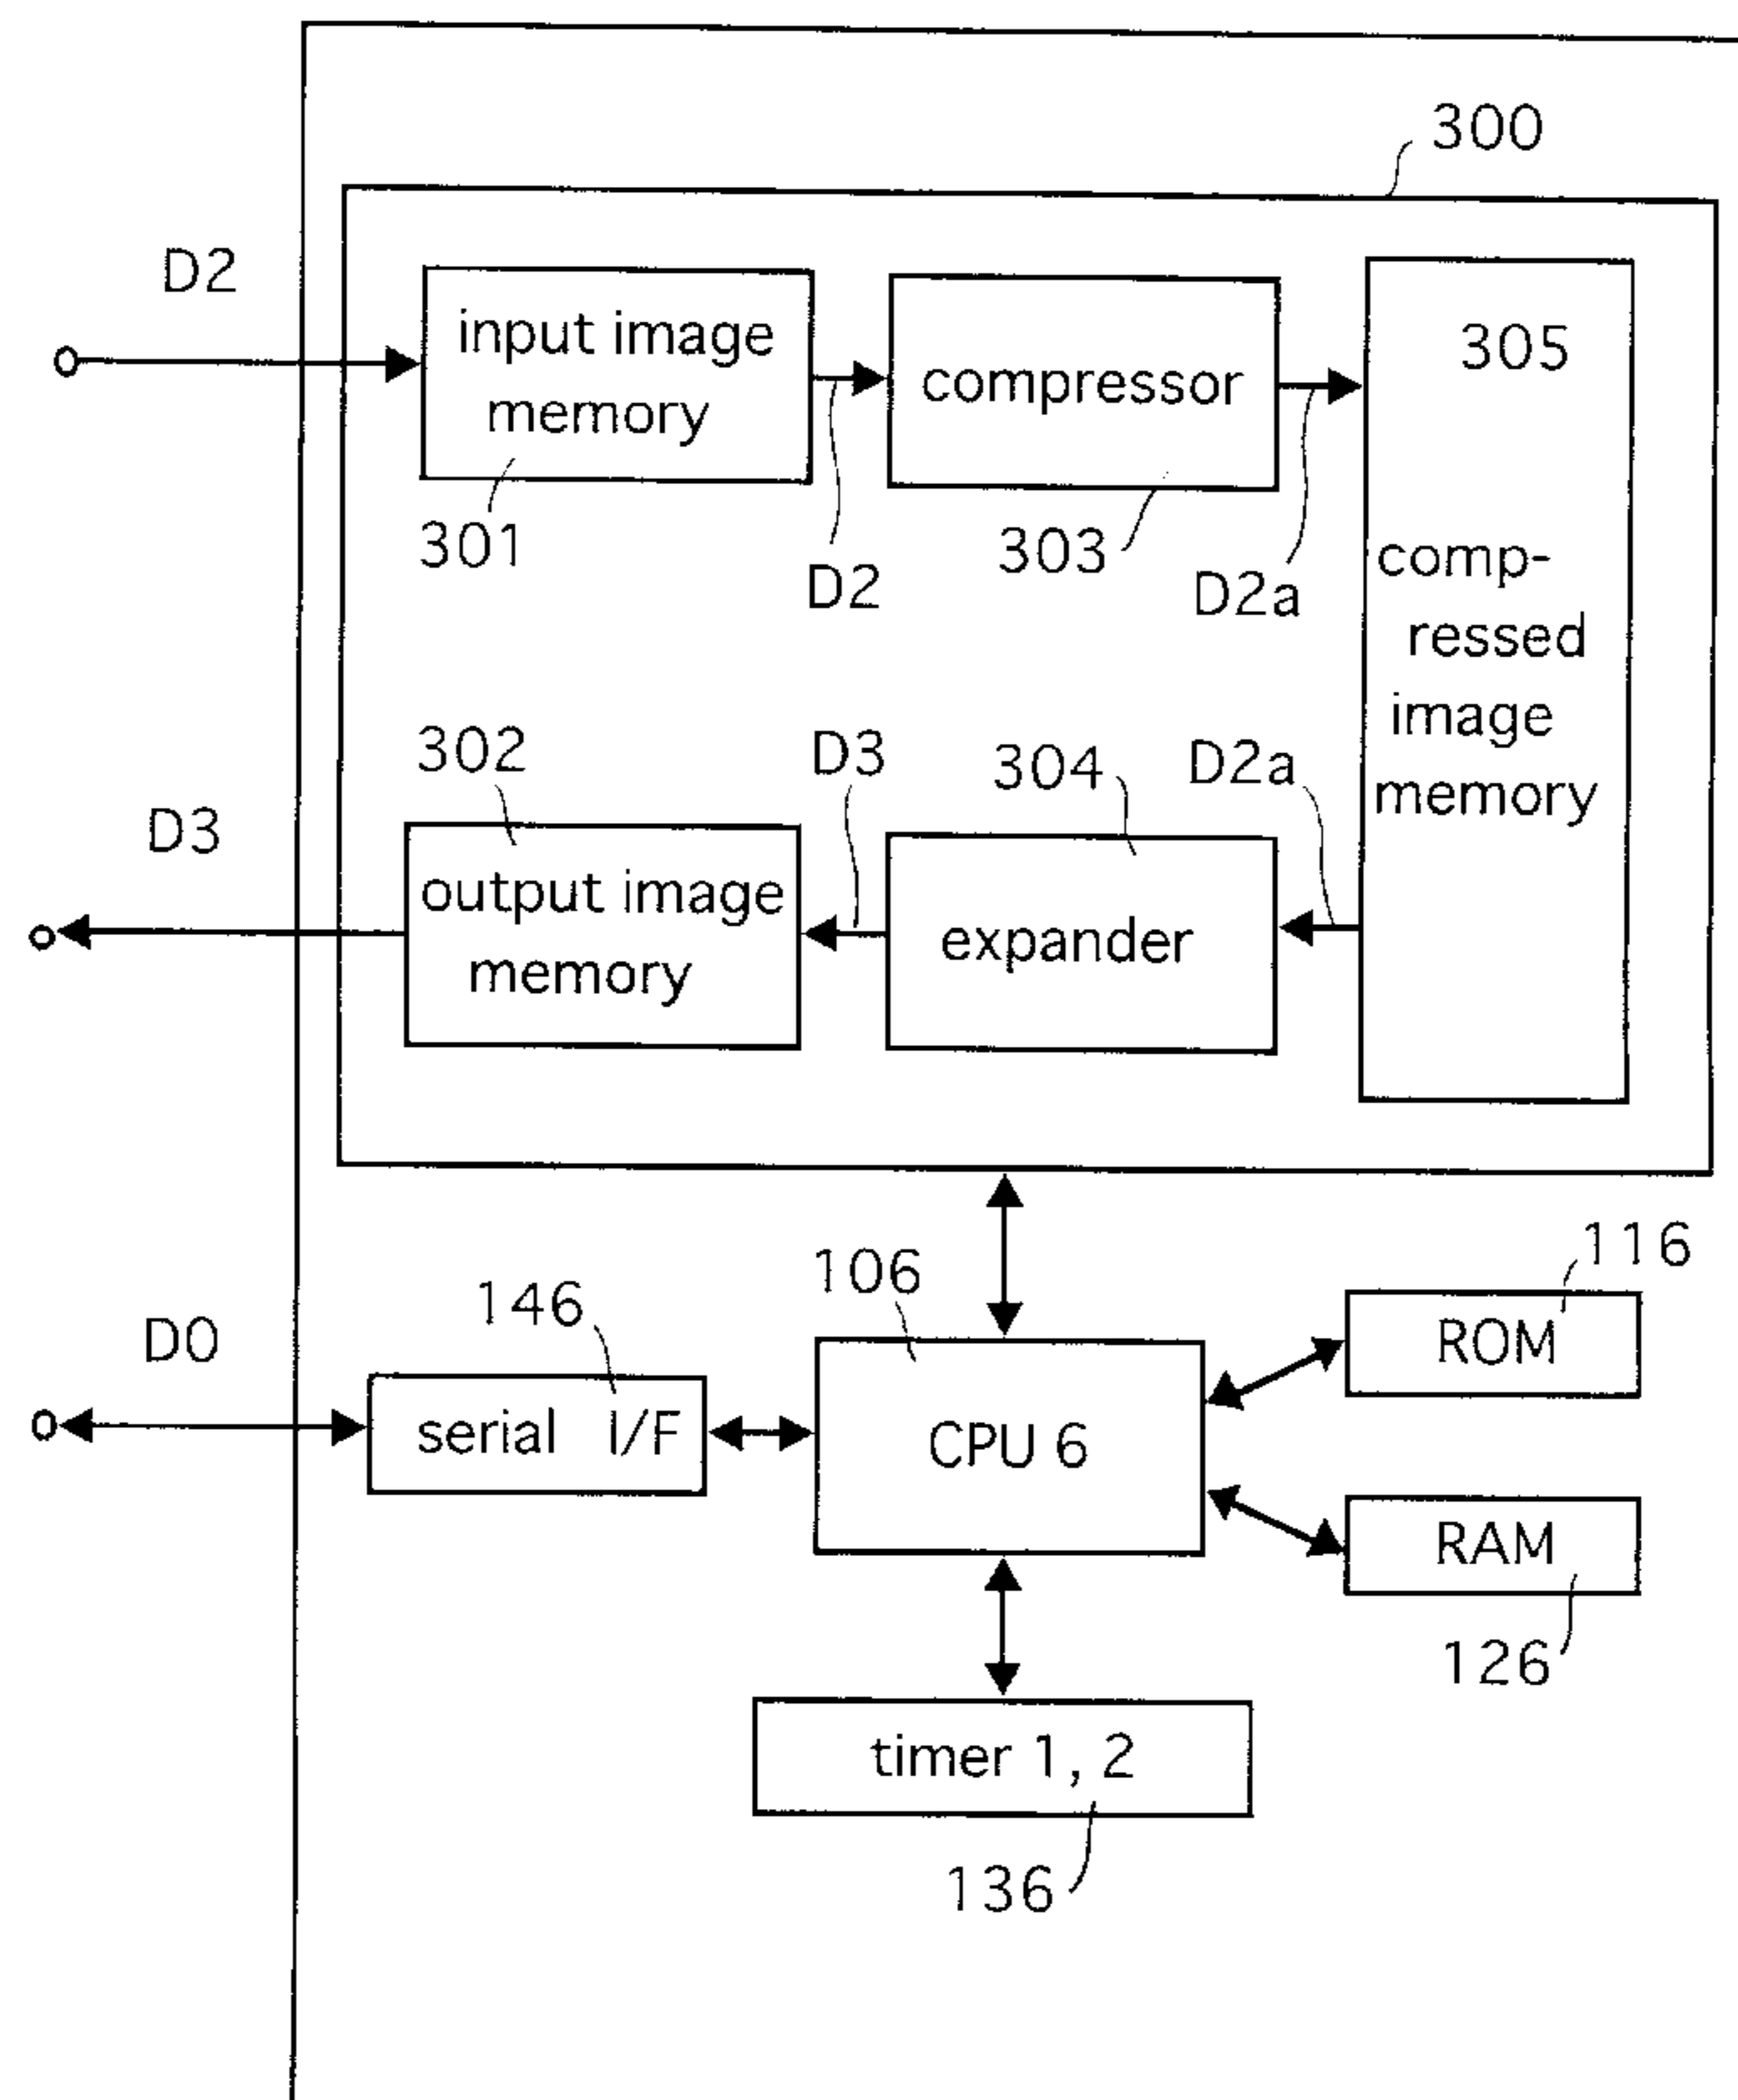 300
D2
input image
memory
compressor
305
301
D2
303
D2a
comp-
ressed
image
memory
302
D3
304
D2a
D3
output image
memory
expander
106
116
146
D0
ROM
serial I/F
CPU 6
RAM
126
timer 1, 2
136